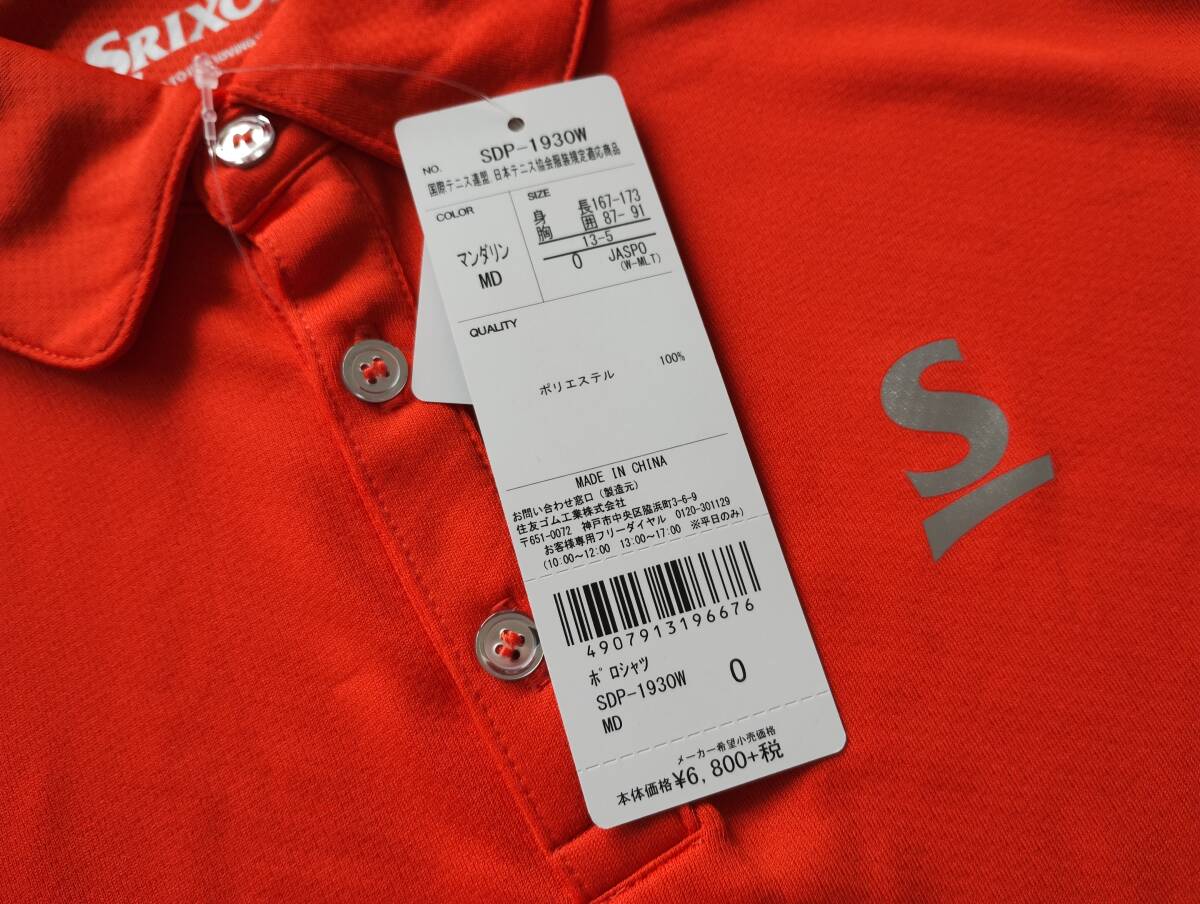 SRIXON
NO. SDP-1930W
国際テニス連盟 日本テニス協会服装規定適応商品
COLOR
マンダリン
MD
SIZE
身 長167-173
胸 囲 87- 91
13-5
O JASPO
(W-MLT)
QUALITY
ポリエステル 100%
MADE IN CHINA
お問い合わせ窓口(製造元)
住友ゴム工業株式会社
〒651-0072 神戸市中央区脇浜町3-6-9
お客様専用フリーダイヤル 0120-301129
(10:00〜12:00 13:00〜17:00 ※平日のみ)
4907913196676
ポロシャツ
SDP-1930W O
MD
メーカー希望小売価格
本体価格¥6,800+税
S